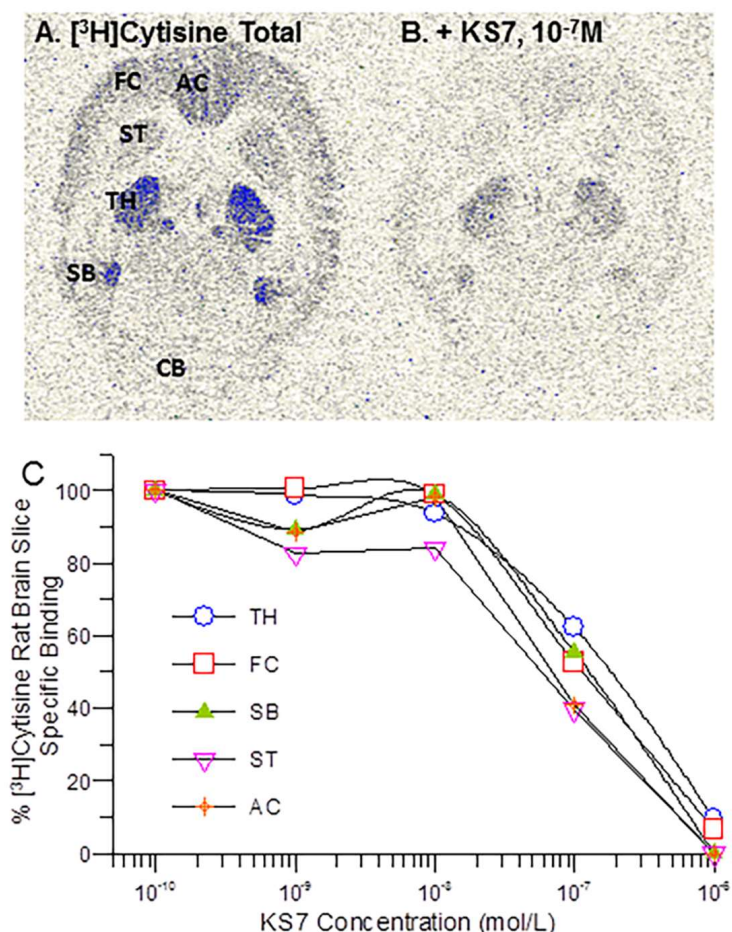 A. [³H]Cytisine Total
B. + KS7, 10⁻⁷M
FC
AC
ST
TH
SB
CB
C
% [³H]Cytisine Rat Brain Slice
Specific Binding
100
80
60
40
20
0
TH
FC
SB
ST
AC
10⁻¹⁰
10⁻⁹
10⁻⁸
10⁻⁷
10⁻⁶
KS7 Concentration (mol/L)